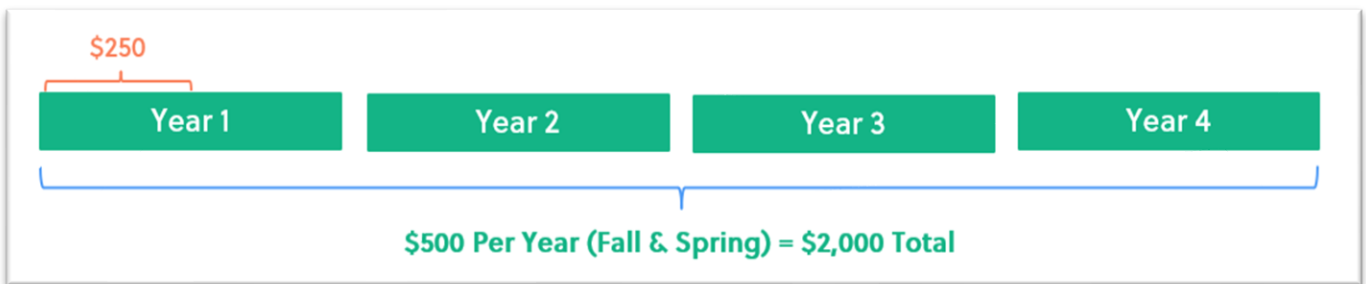 $250
Year 1
Year 2
Year 3
Year 4
$500 Per Year (Fall & Spring) = $2,000 Total